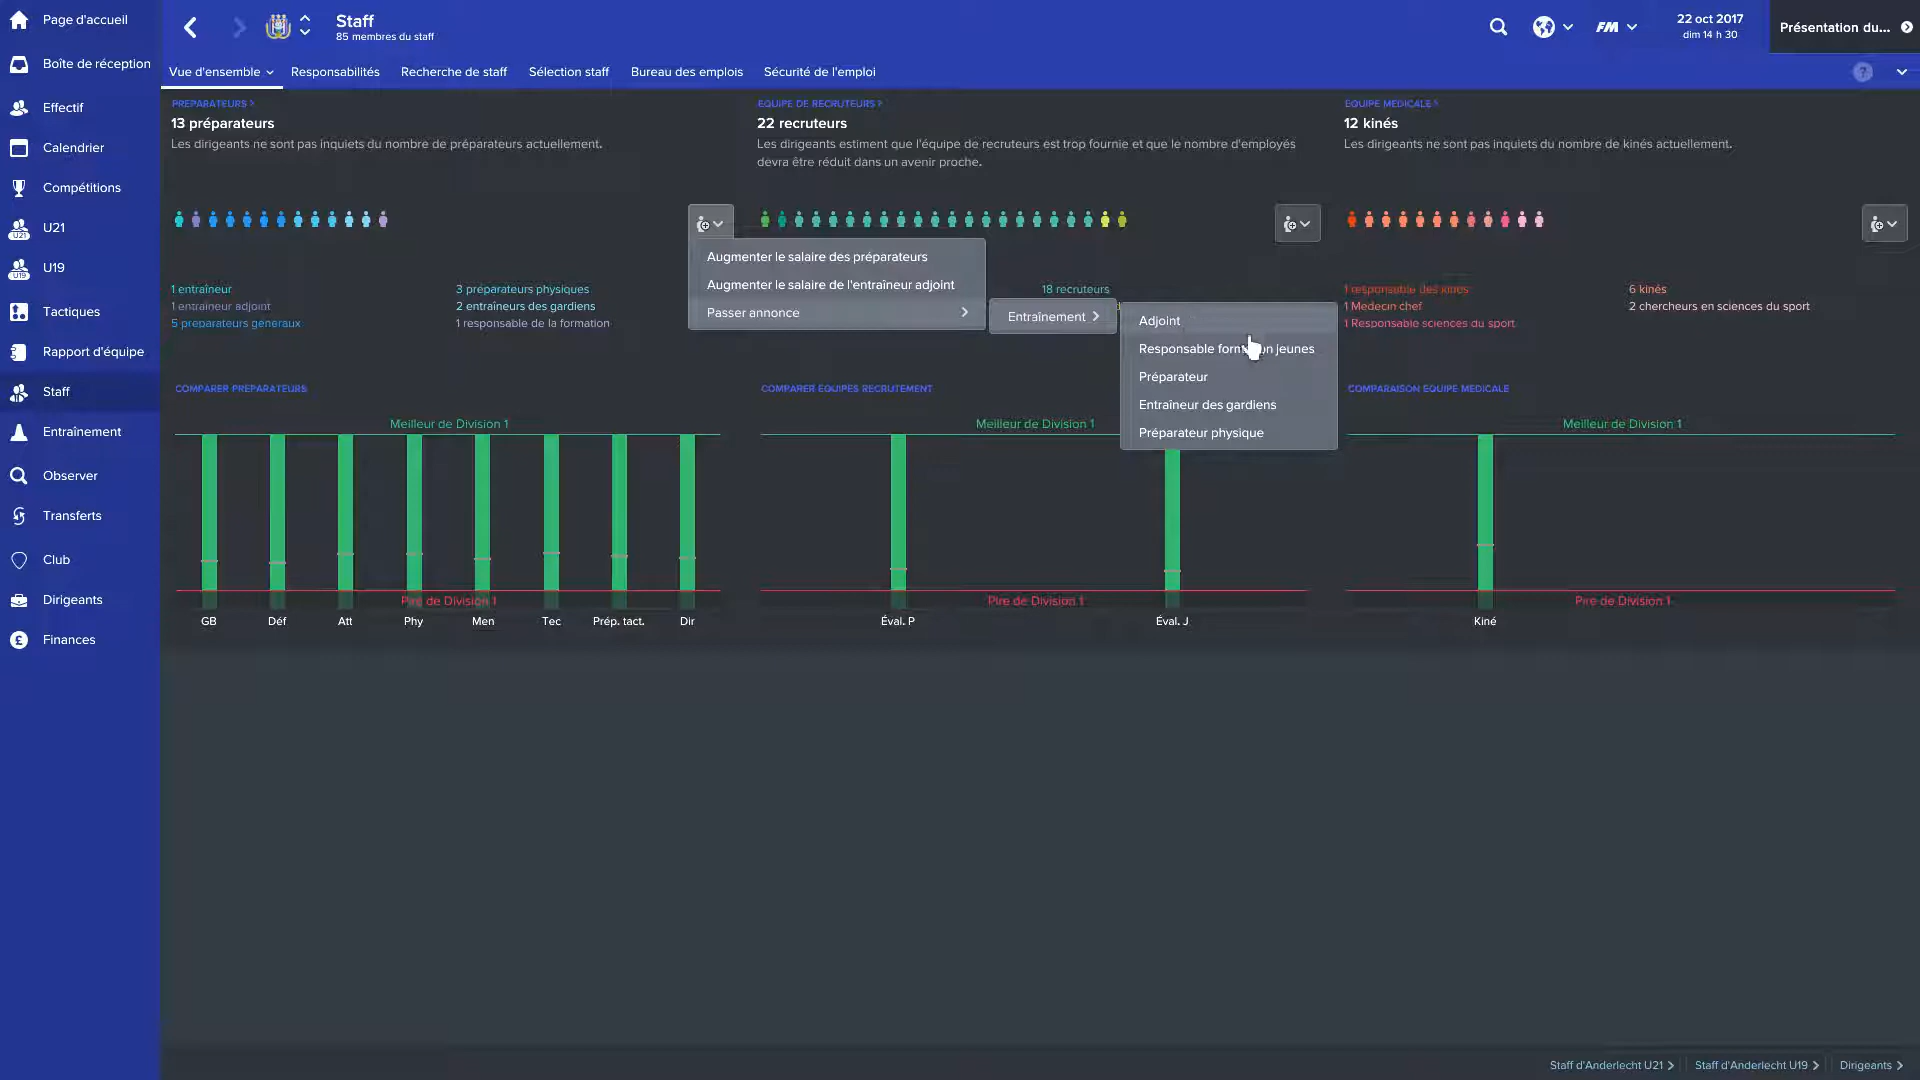 Page d'accueil
Boîte de réception
Effectif
Calendrier
Compétitions
U21
U21
U19
U19
Tactiques
Rapport d'équipe
Staff
Entraînement
Observer
Transferts
Club
Dirigeants
Finances
Staff
85 membres du staff
FM
22 oct 2017
dim 14 h 30
Présentation du...
Vue d'ensemble
Responsabilités
Recherche de staff
Sélection staff
Bureau des emplois
Sécurité de l'emploi
?
PRÉPARATEURS >
13 préparateurs
Les dirigeants ne sont pas inquiets du nombre de préparateurs actuellement.
1 entraîneur
1 entraîneur adjoint
5 préparateurs généraux
3 préparateurs physiques
2 entraîneurs des gardiens
1 responsable de la formation
ÉQUIPE DE RECRUTEURS >
22 recruteurs
Les dirigeants estiment que l'équipe de recruteurs est trop fournie et que le nombre d'employés
devra être réduit dans un avenir proche.
18 recruteurs
ÉQUIPE MÉDICALE >
12 kinés
Les dirigeants ne sont pas inquiets du nombre de kinés actuellement.
1 responsable des kinés
1 Médecin chef
1 Responsable sciences du sport
6 kinés
2 chercheurs en sciences du sport
Augmenter le salaire des préparateurs
Augmenter le salaire de l'entraîneur adjoint
Passer annonce
Entraînement
Adjoint
Responsable jeunes
Préparateur
Entraîneur des gardiens
Préparateur physique
COMPARER PRÉPARATEURS
Meilleur de Division 1
Pire de Division 1
GB Déf Att Phy Men Tec Prép. tact. Dir
COMPARER ÉQUIPES RECRUTEMENT
Meilleur de Division 1
Pire de Division 1
Éval. P Éval. J
COMPARAISON ÉQUIPE MÉDICALE
Meilleur de Division 1
Pire de Division 1
Kiné
Staff d'Anderlecht U21 >
Staff d'Anderlecht U19 >
Dirigeants >